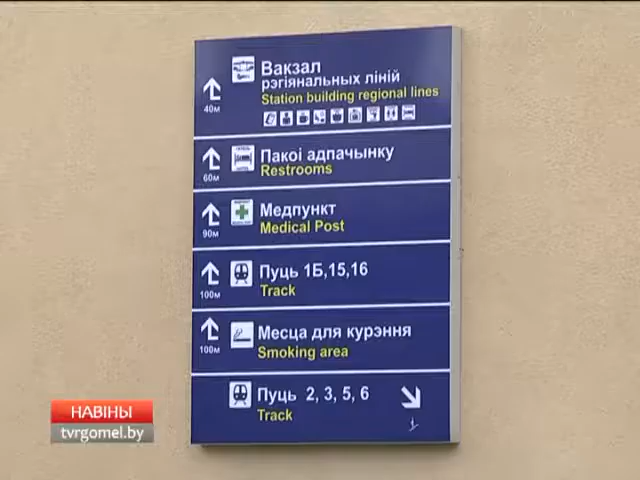 Вакзал
рэгіянальных ліній
Station building regional lines
40м
Пакоі адпачынку
Restrooms
60м
Медпункт
Medical Post
90м
Пуць 1Б,15,16
Track
100м
Месца для курэння
Smoking area
100м
Пуць 2, 3, 5, 6
Track
НАВІНЫ
tvrgomel.by